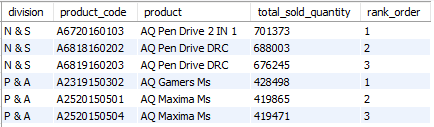 division product_code product total_sold_quantity rank_order
N & S A6720160103 AQ Pen Drive 2 IN 1 701373 1
N & S A6818160202 AQ Pen Drive DRC 688003 2
N & S A6819160203 AQ Pen Drive DRC 676245 3
P & A A2319150302 AQ Gamers Ms 428498 1
P & A A2520150501 AQ Maxima Ms 419865 2
P & A A2520150504 AQ Maxima Ms 419471 3